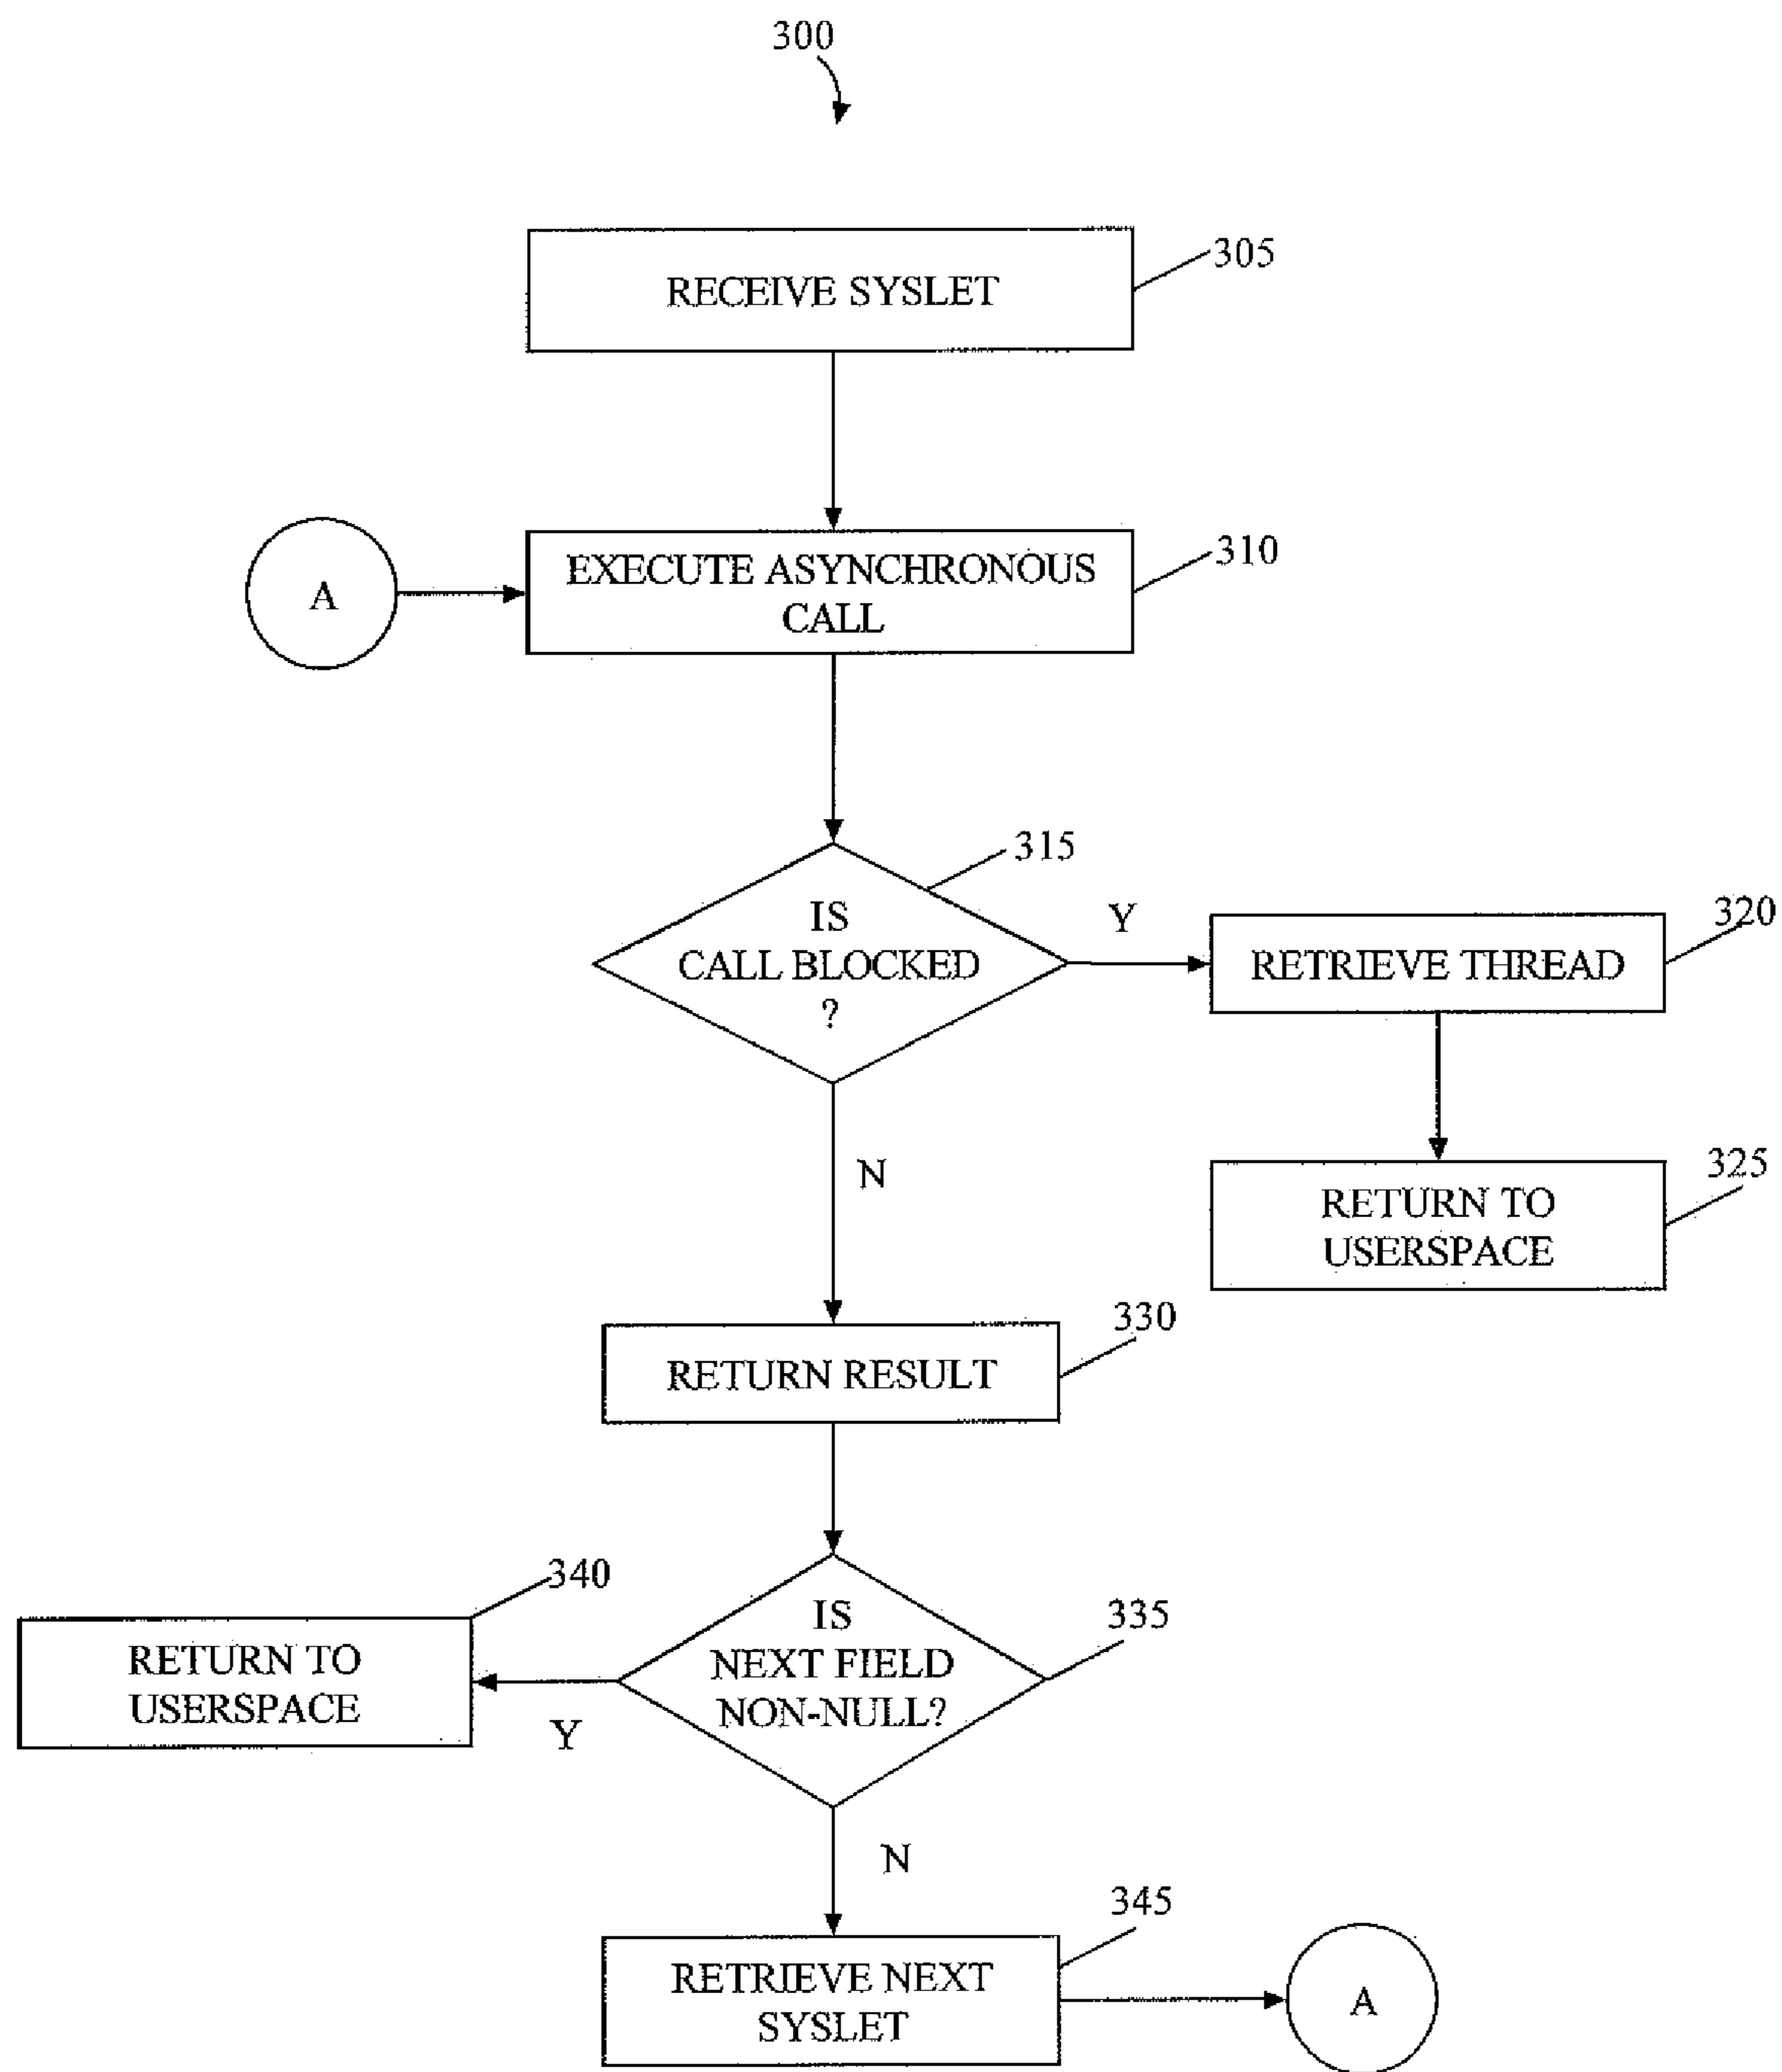 300
305
RECEIVE SYSLET
310
A
EXECUTE ASYNCHRONOUS
CALL
315
IS
CALL BLOCKED
?
Y
320
RETRIEVE THREAD
N
325
RETURN TO
USERSPACE
330
RETURN RESULT
340
335
IS
NEXT FIELD
NON-NULL?
RETURN TO
USERSPACE
Y
N
345
RETRIEVE NEXT
SYSLET
A